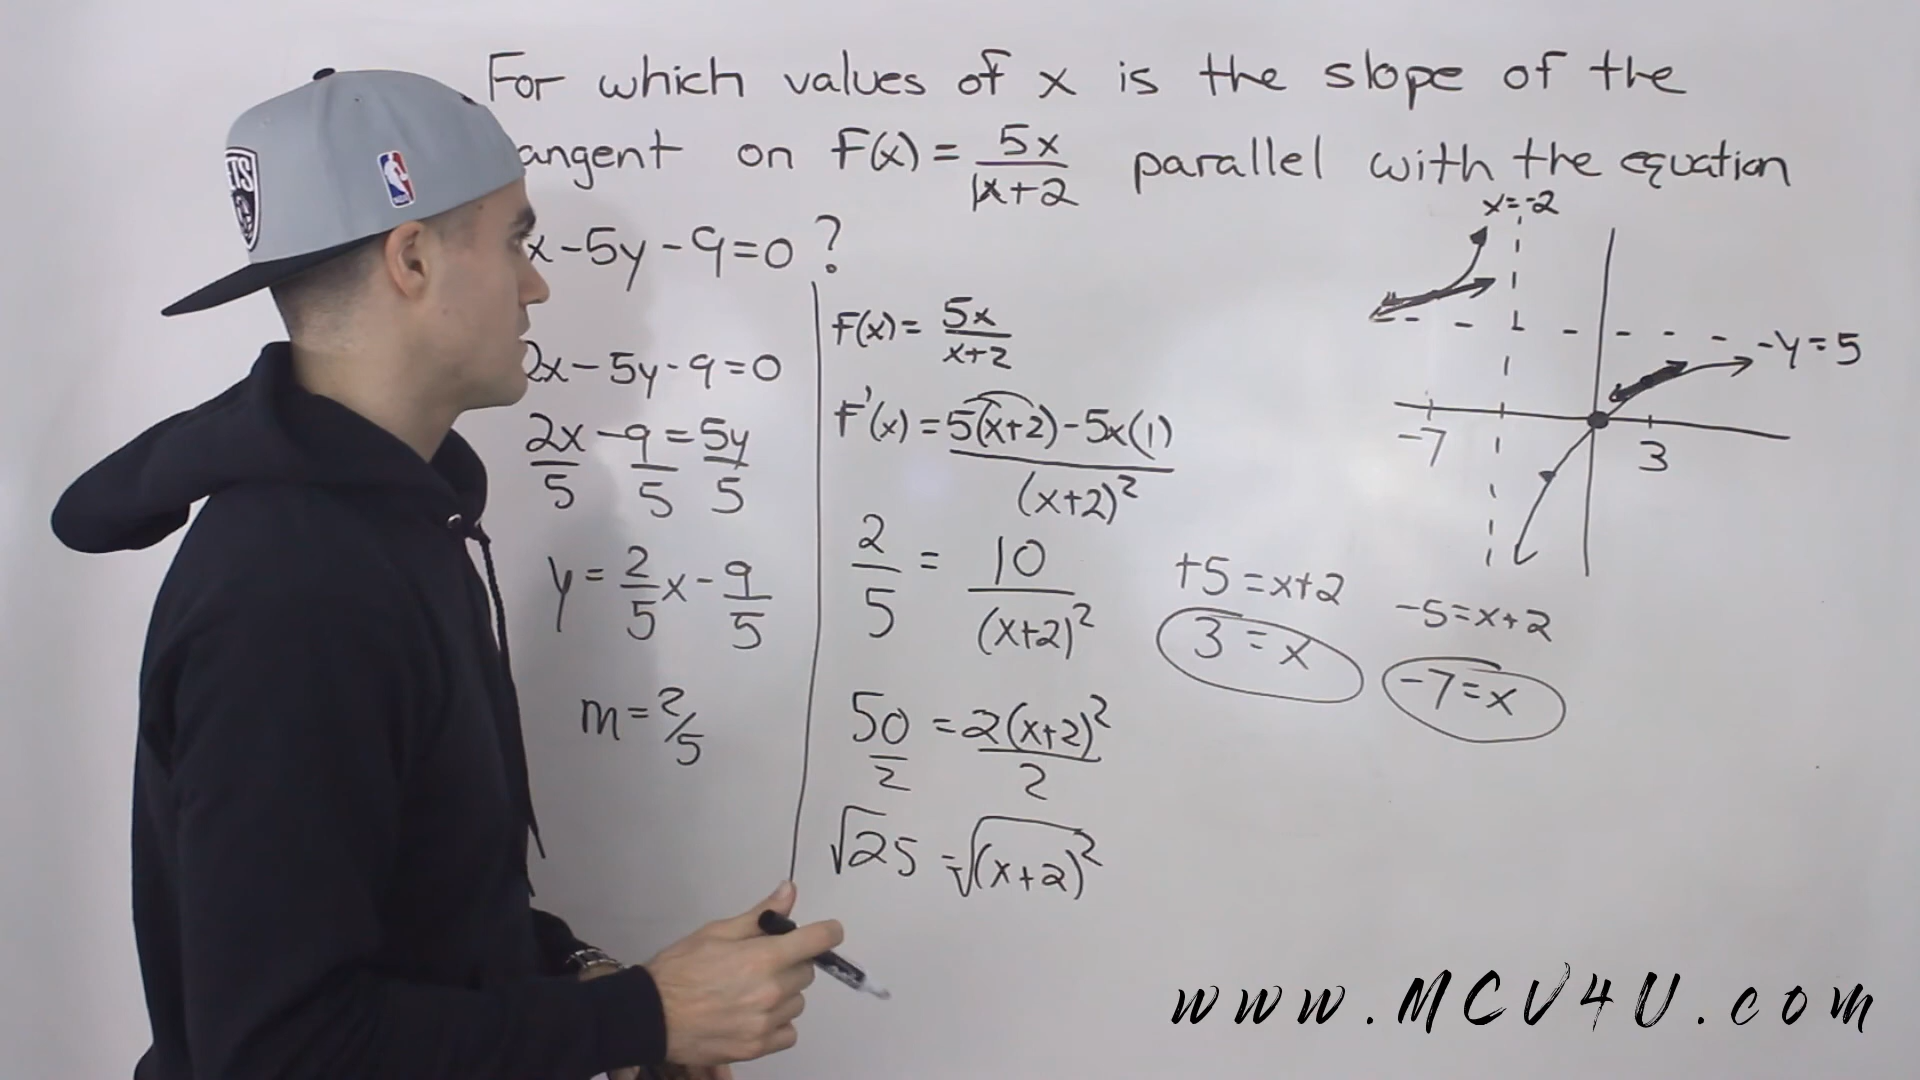 For which values of x is the slope of the
angent on F(x) = 5x/(x+2) parallel with the equation
x-5y-9=0?
2x-5y-9=0
2x/5 - 9/5 = 5y/5
y = 2/5x - 9/5
m = 2/5
F(x) = 5x/(x+2)
F'(x) = (5(x+2)-5x(1))/(x+2)²
2/5 = 10/(x+2)²
50/2 = 2(x+2)²/2
√25 = √(x+2)²
+5=x+2
3=x
-5=x+2
-7=x
x=-2
-y=5
-7
3
ETS
www.MCV4U.com